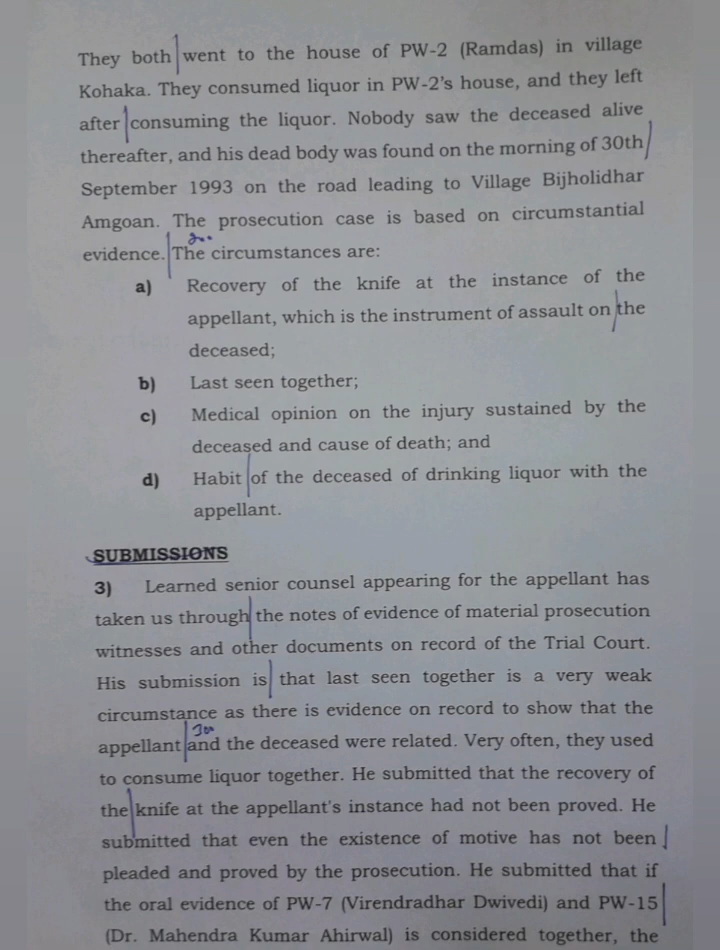 They both went to the house of PW-2 (Ramdas) in village
Kohaka. They consumed liquor in PW-2's house, and they left
after consuming the liquor. Nobody saw the deceased alive
thereafter, and his dead body was found on the morning of 30th
September 1993 on the road leading to Village Bijholidhar
Amgoan. The prosecution case is based on circumstantial
evidence. The circumstances are:
a) Recovery of the knife at the instance of the
appellant, which is the instrument of assault on the
deceased;
b) Last seen together;
c) Medical opinion on the injury sustained by the
deceased and cause of death; and
d) Habit of the deceased of drinking liquor with the
appellant.
SUBMISSIONS
3) Learned senior counsel appearing for the appellant has
taken us through the notes of evidence of material prosecution
witnesses and other documents on record of the Trial Court.
His submission is that last seen together is a very weak
circumstance as there is evidence on record to show that the
appellant and the deceased were related. Very often, they used
to consume liquor together. He submitted that the recovery of
the knife at the appellant's instance had not been proved. He
submitted that even the existence of motive has not been
pleaded and proved by the prosecution. He submitted that if
the oral evidence of PW-7 (Virendradhar Dwivedi) and PW-15
(Dr. Mahendra Kumar Ahirwal) is considered together, the